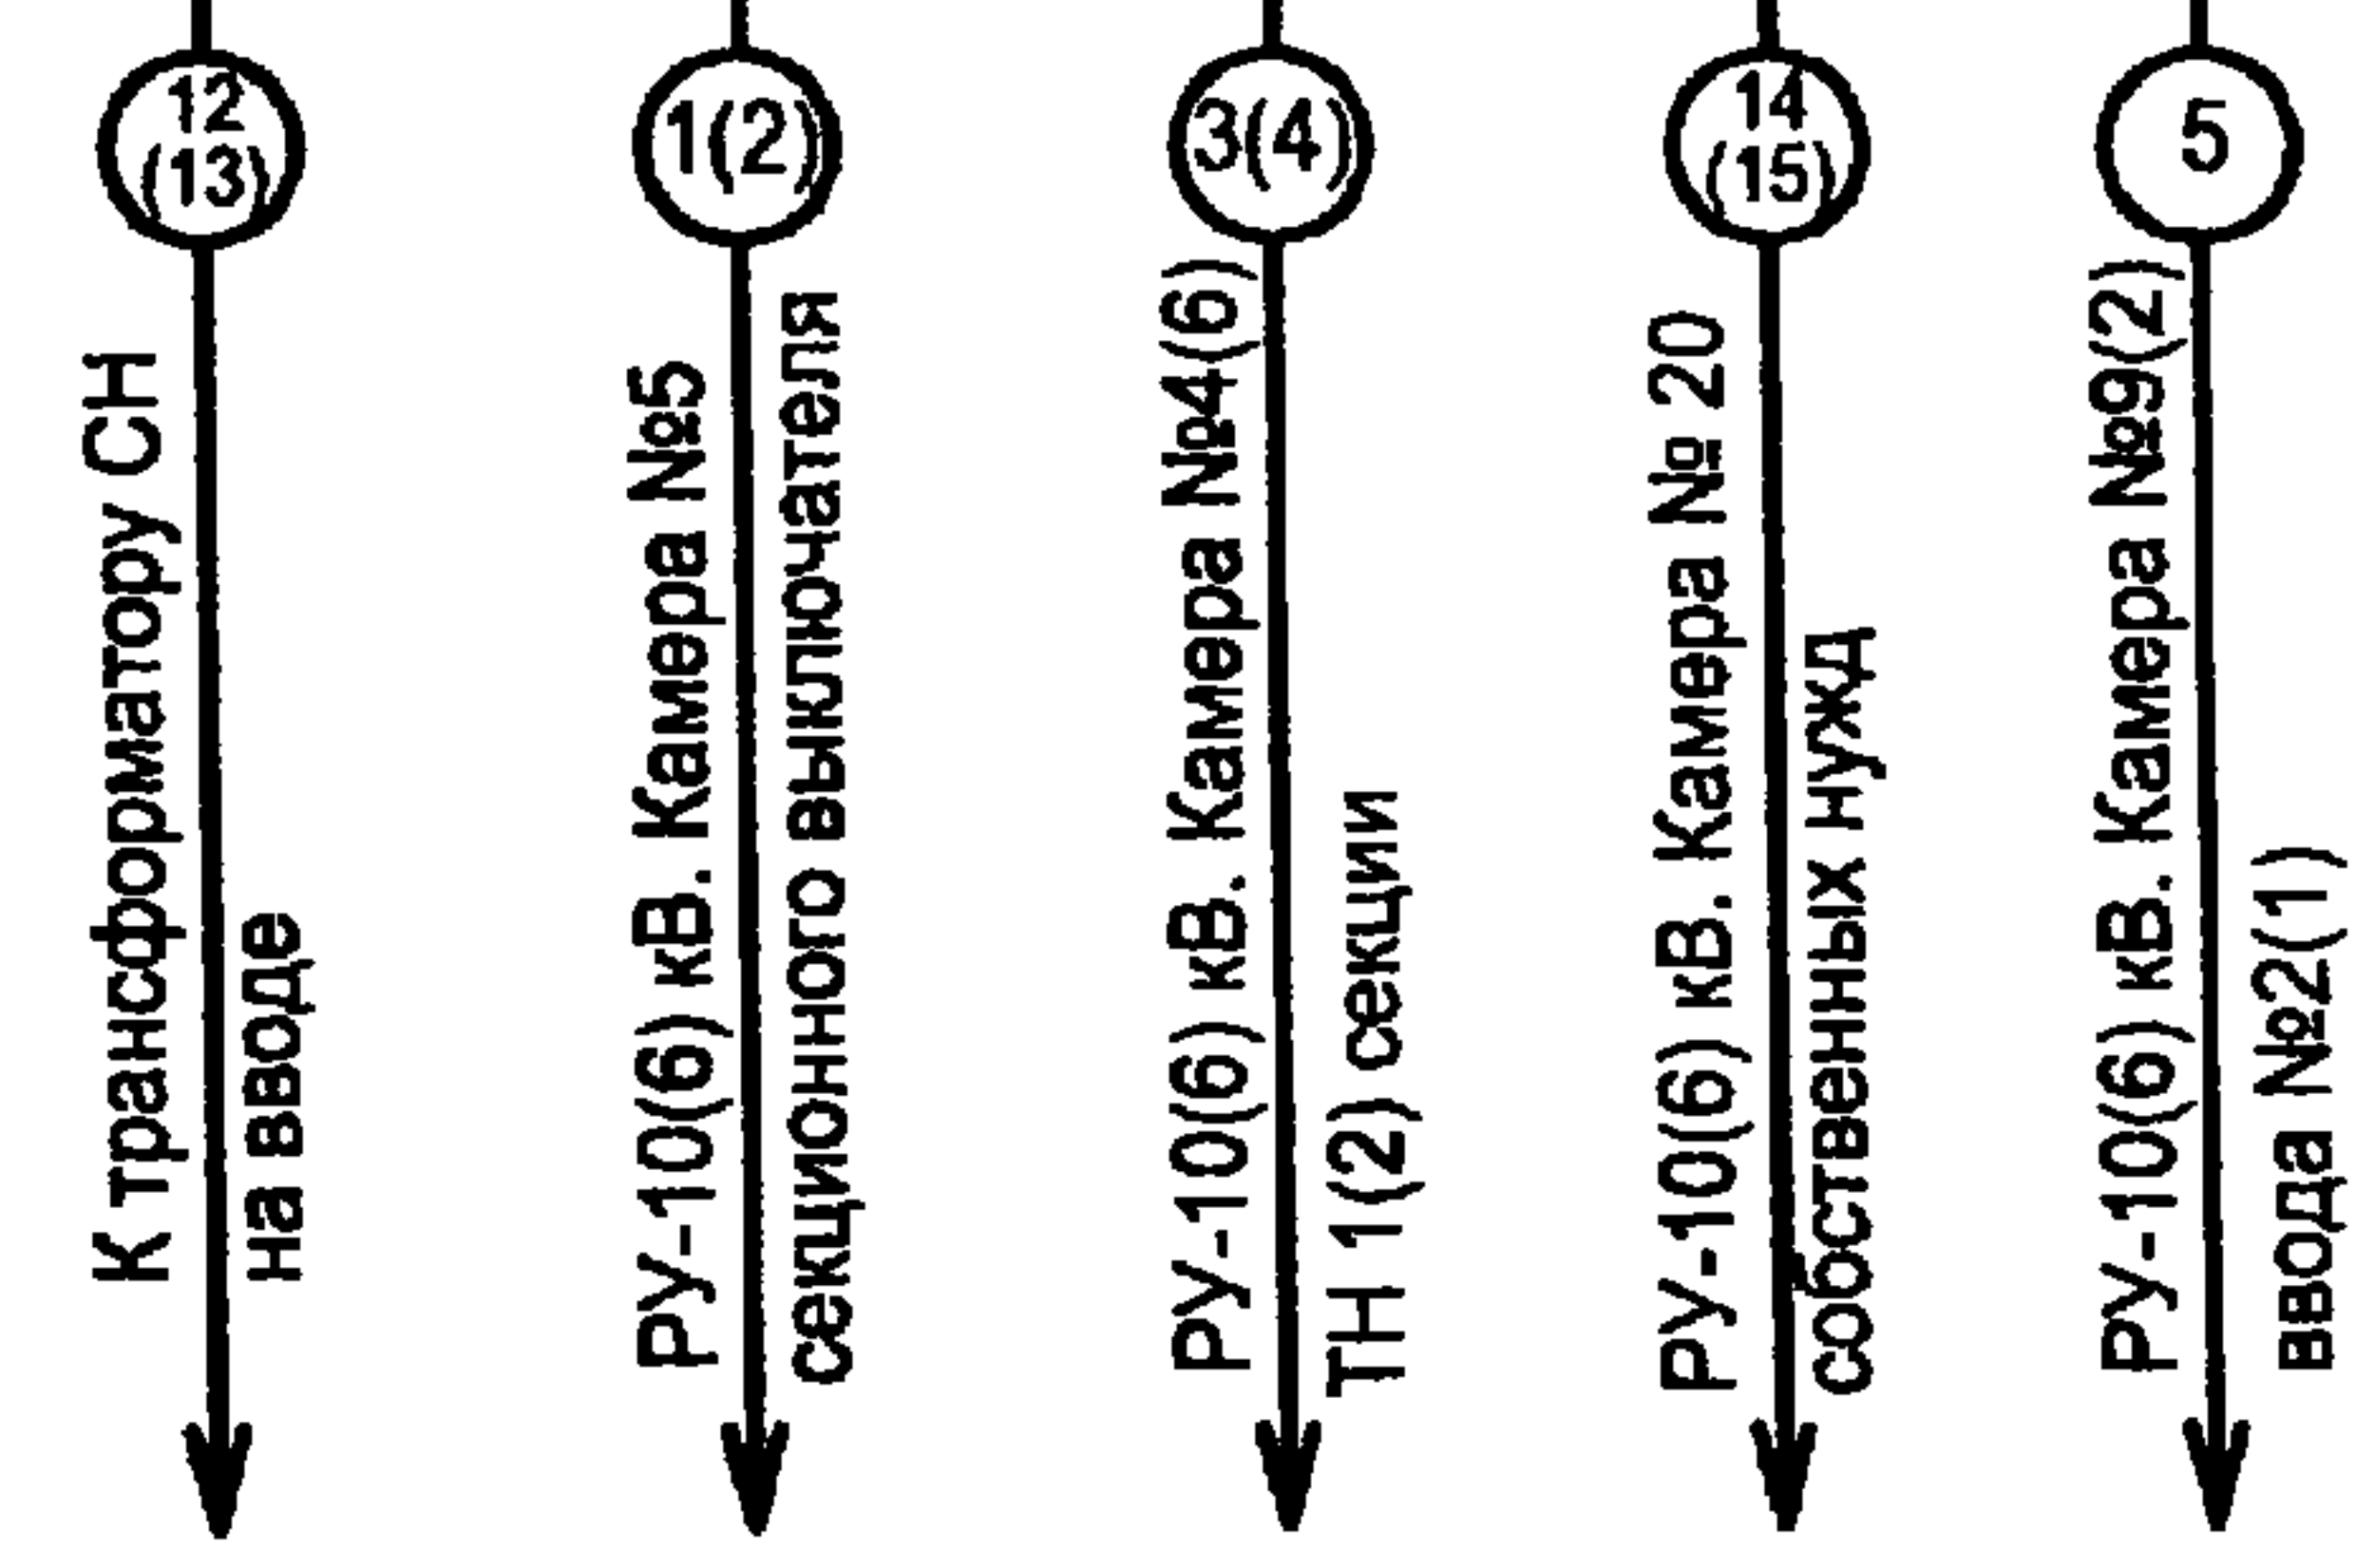 12
(13)
К трансформатору СН
на вводе
1(2)
РУ-10(6) кВ. Камера №5
секционного выключателя
3(4)
РУ-10(6) кВ. Камера №4(6)
ТН 1(2) секции
14
(15)
РУ-10(6) кВ. Камера № 20
собственных нужд
5
РУ-10(6) кВ. Камера №9(2)
ввода №2(1)